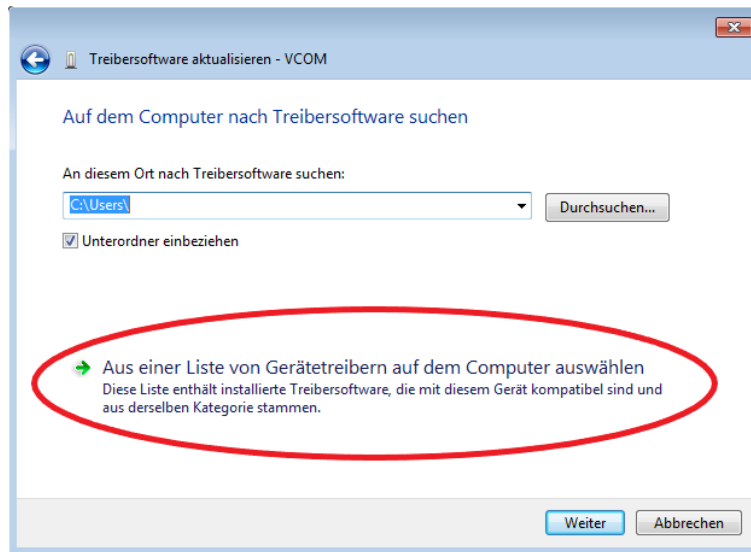 Treibersoftware aktualisieren - VCOM
Auf dem Computer nach Treibersoftware suchen
An diesem Ort nach Treibersoftware suchen:
C:\Users\
Durchsuchen...
Unterordner einbeziehen
Aus einer Liste von Gerätetreibern auf dem Computer auswählen
Diese Liste enthält installierte Treibersoftware, die mit diesem Gerät kompatibel sind und
aus derselben Kategorie stammen.
Weiter
Abbrechen